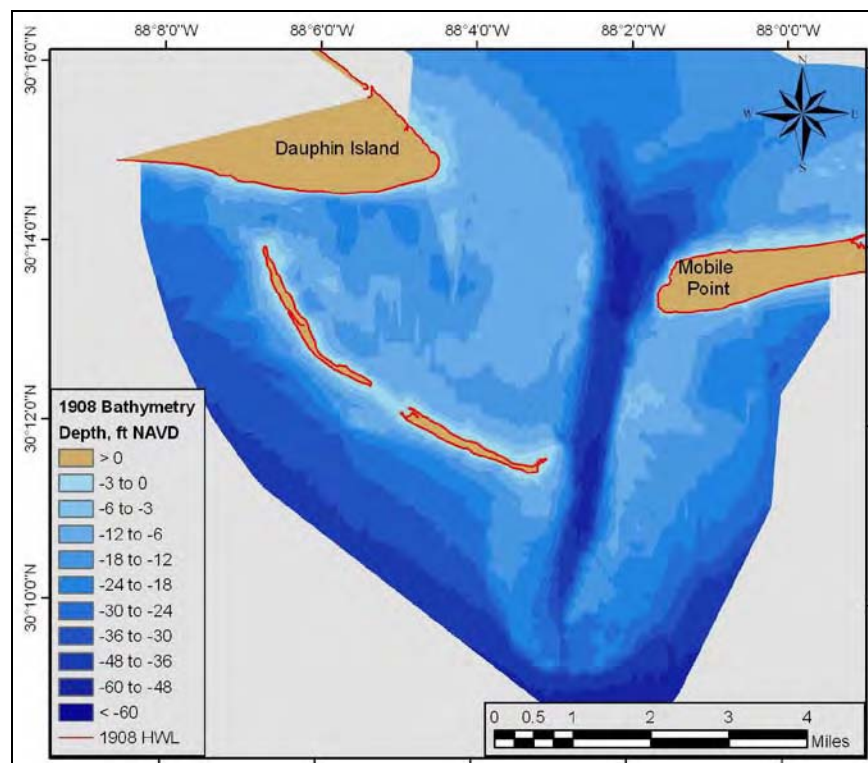 88°8'0"W 88°6'0"W 88°4'0"W 88°2'0"W 88°0'0"W
30°16'0"N
30°14'0"N
30°12'0"N
30°10'0"N
N
W E
S
Dauphin Island
Mobile
Point
1908 Bathymetry
Depth, ft NAVD
> 0
-3 to 0
-6 to -3
-12 to -6
-18 to -12
-24 to -18
-30 to -24
-36 to -30
-48 to -36
-60 to -48
< -60
1908 HWL
0 0.5 1 2 3 4
Miles